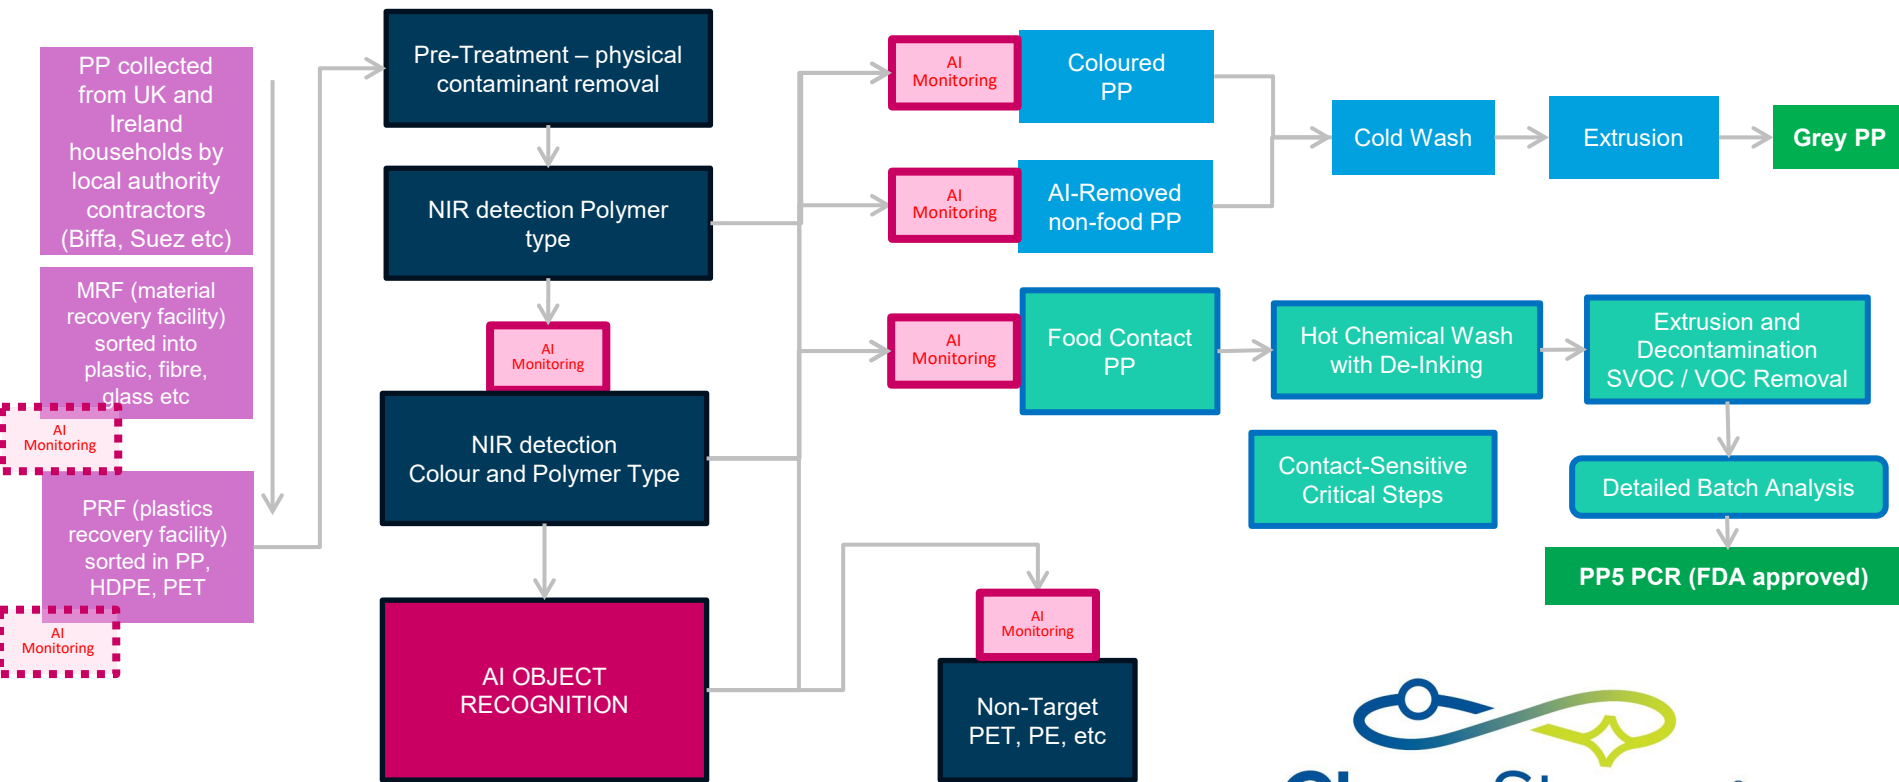 PP collected
from UK and
Ireland
households by
local authority
contractors
(Biffa, Suez etc)
MRF (material
recovery facility)
sorted into
plastic, fibre,
glass etc
AI
Monitoring
PRF (plastics
recovery facility)
sorted in PP,
HDPE, PET
AI
Monitoring
Pre-Treatment – physical
contaminant removal
NIR detection Polymer
type
AI
Monitoring
NIR detection
Colour and Polymer Type
AI OBJECT
RECOGNITION
AI
Monitoring
Coloured
PP
AI
Monitoring
AI-Removed
non-food PP
Cold Wash
Extrusion
Grey PP
AI
Monitoring
Food Contact
PP
Hot Chemical Wash
with De-Inking
Extrusion and
Decontamination
SVOC / VOC Removal
Contact-Sensitive
Critical Steps
Detailed Batch Analysis
PP5 PCR (FDA approved)
AI
Monitoring
Non-Target
PET, PE, etc